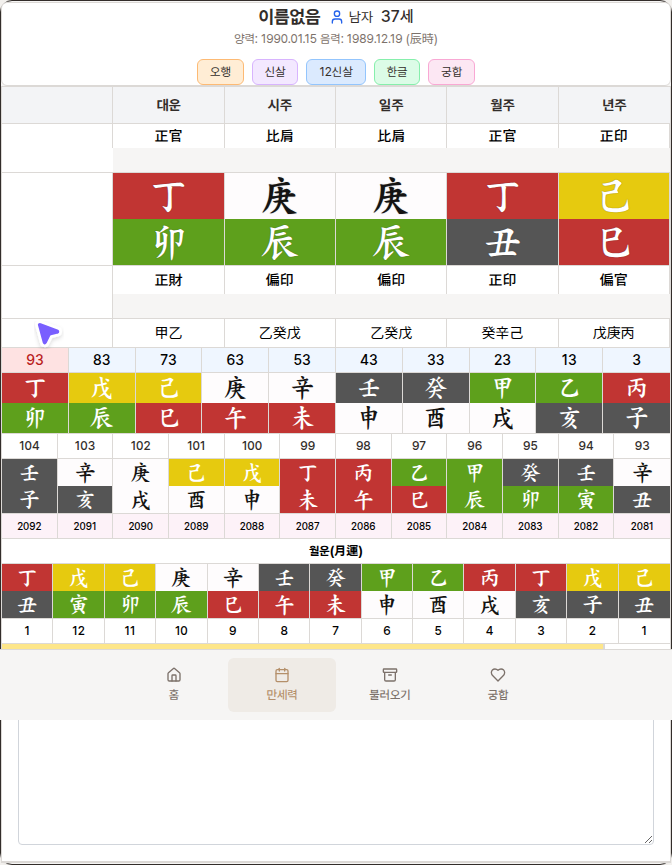 이름없음 남자 37세
양력: 1990.01.15 음력: 1989.12.19 (辰時)
오행 신살 12신살 한글 궁합
대운 시주 일주 월주 년주
正官 比肩 比肩 正官 正印
丁 庚 庚 丁 己
卯 辰 辰 丑 巳
正財 偏印 偏印 正印 偏官
甲乙 乙癸戊 乙癸戊 癸辛己 戊庚丙
93 83 73 63 53 43 33 23 13 3
丁 戊 己 庚 辛 壬 癸 甲 乙 丙
卯 辰 巳 午 未 申 酉 戌 亥 子
104 103 102 101 100 99 98 97 96 95 94 93
壬 辛 庚 己 戊 丁 丙 乙 甲 癸 壬 辛
子 亥 戌 酉 申 未 午 巳 辰 卯 寅 丑
2092 2091 2090 2089 2088 2087 2086 2085 2084 2083 2082 2081
월운(月運)
丁 戊 己 庚 辛 壬 癸 甲 乙 丙 丁 戊 己
丑 寅 卯 辰 巳 午 未 申 酉 戌 亥 子 丑
1 12 11 10 9 8 7 6 5 4 3 2 1
홈 만세력 불러오기 궁합